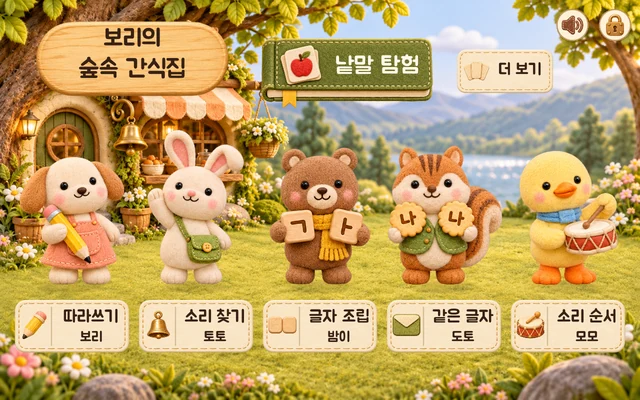 보리의
숲속 간식집
낱말 탐험
더 보기
ㄱ ㅏ
나 나
따라쓰기
보리
소리 찾기
토토
글자 조립
밤이
같은 글자
도토
소리 순서
모모